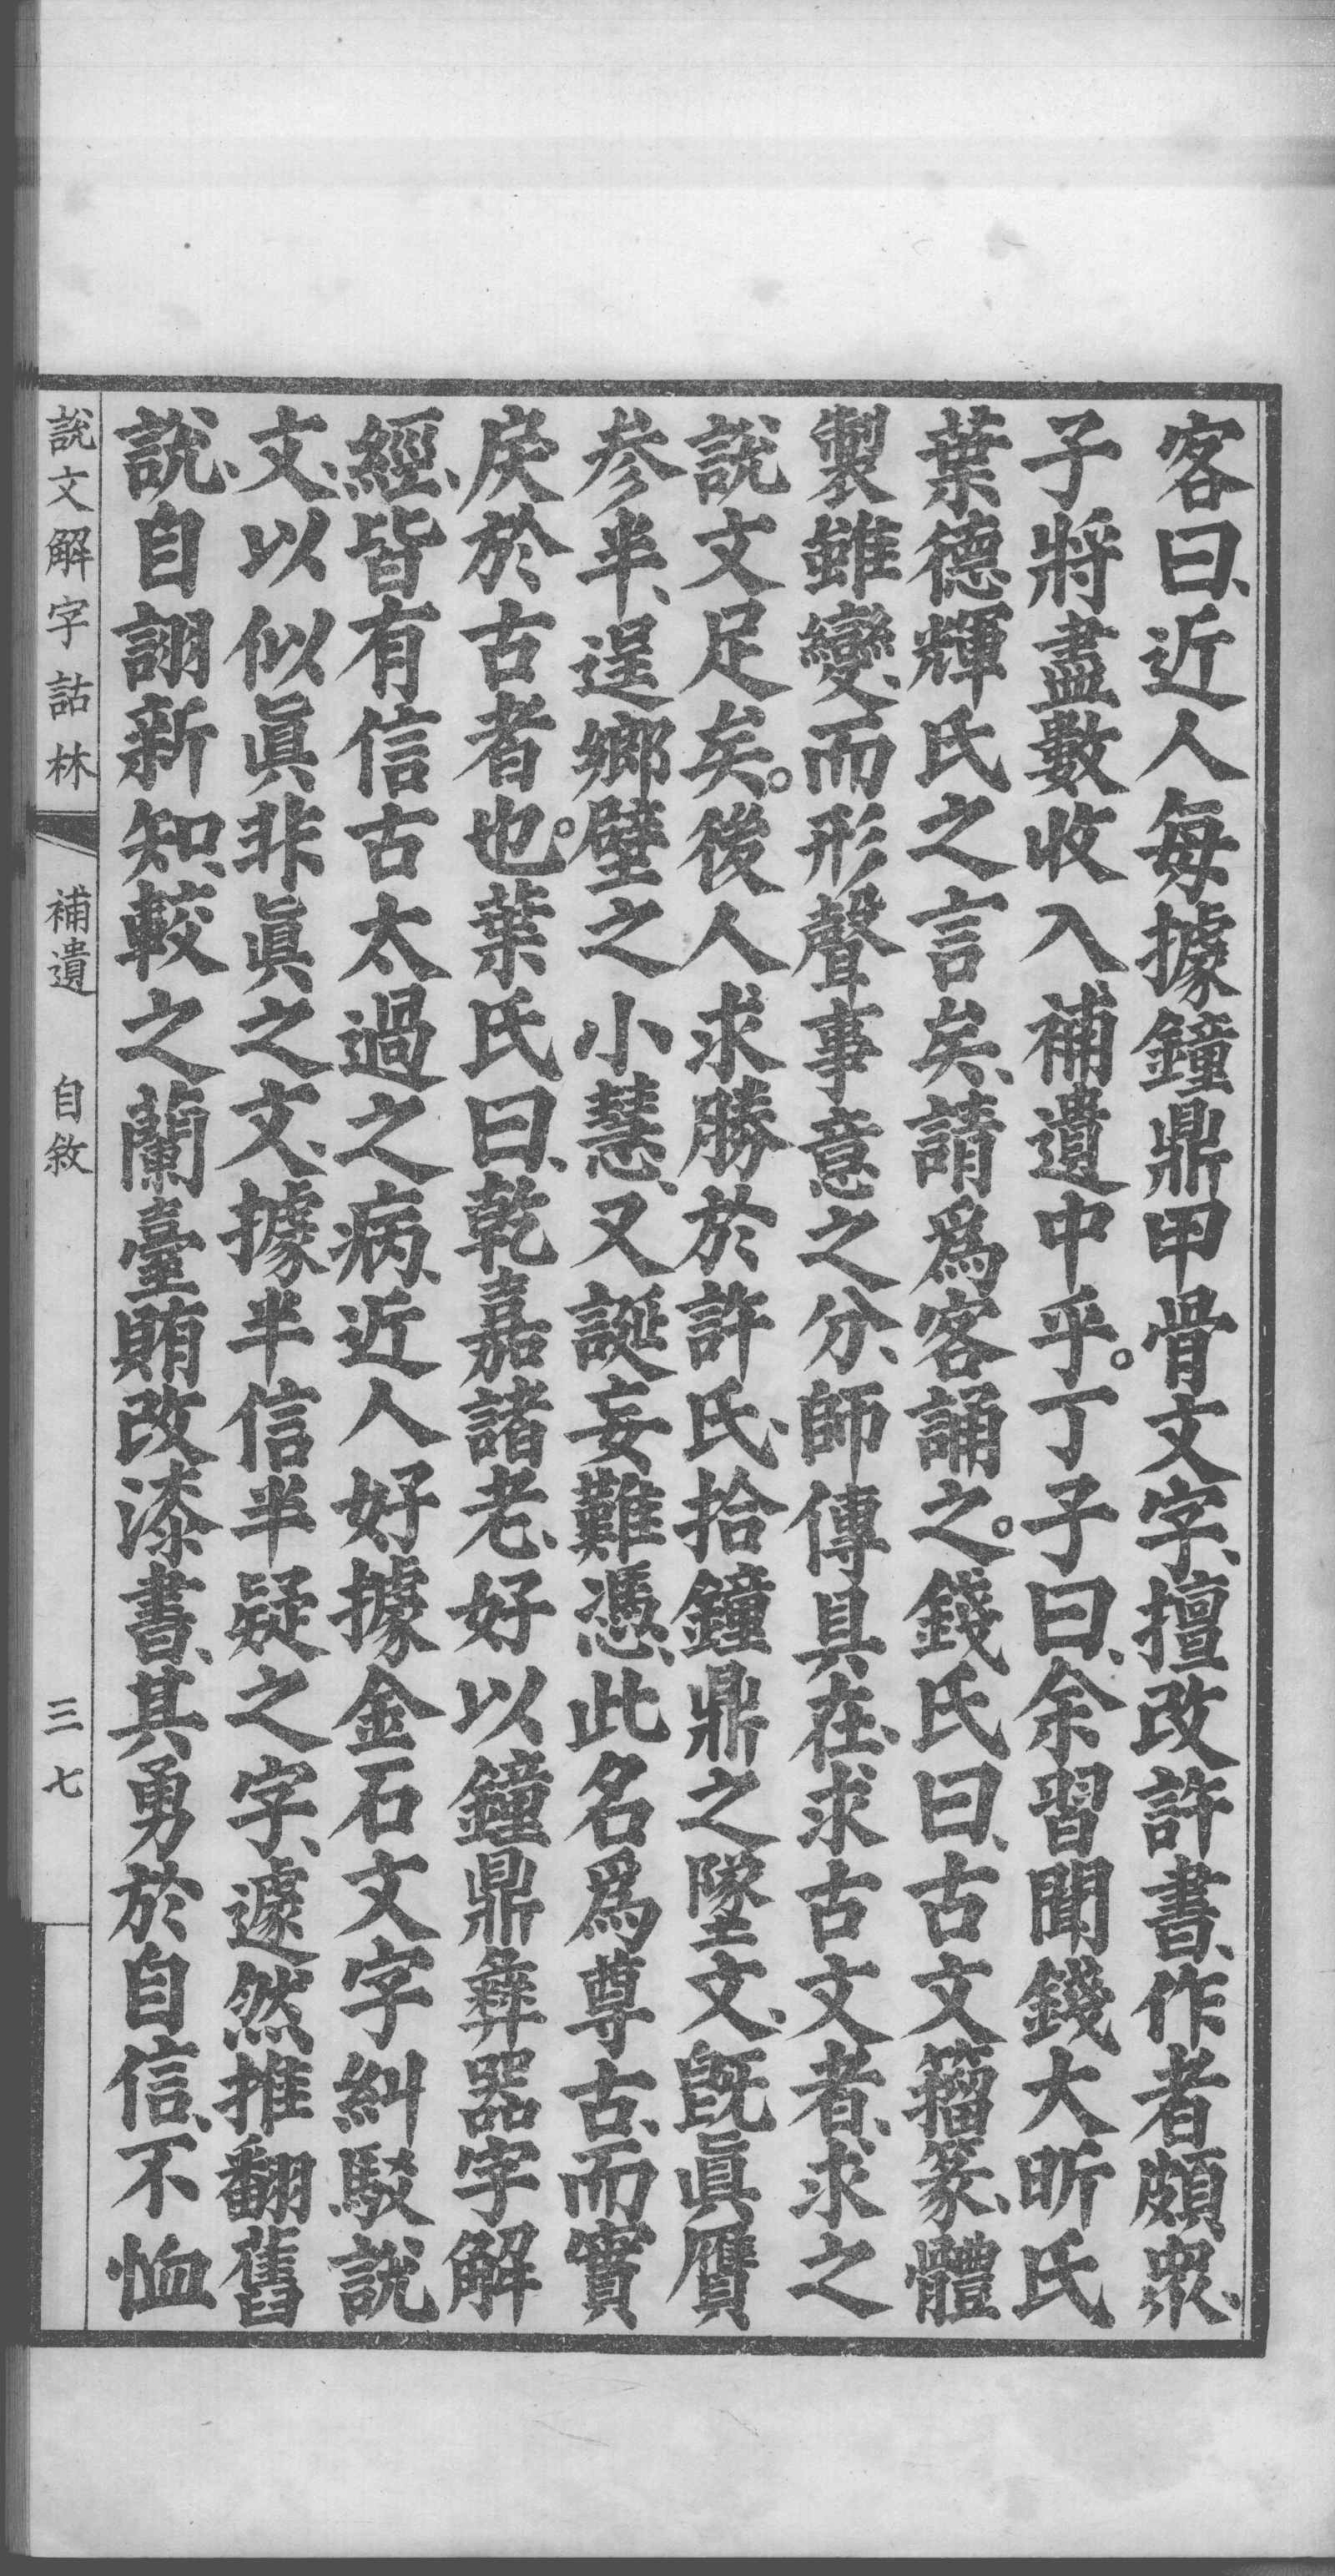 客曰、近人每據鐘鼎甲骨文字、擅改許書、作者頗眾、
子將盡數收入補遺中乎。丁子曰、余習聞錢大昕氏
葉德輝氏之言矣、請爲客誦之。錢氏曰、古文籀篆、體
製雖變、而形聲事意之分、師傳具在、求古文者、求之
說文足矣。後人求勝於許氏、拾鐘鼎之墜文、旣眞贋
参半、逞鄉壁之小慧、又誕妄難憑、此名爲尊古、而實
戾於古者也。葉氏曰、乾嘉諸老、好以鐘鼎彝器字解
經、皆有信古太過之病、近人好據金石文字糾駁說
文、以似眞非眞之文、據半信半疑之字、遽然推翻舊
說、自詡新知、較之蘭臺賄改漆書、其勇於自信、不恤
說文解字詁林 補遺 自敘 三七